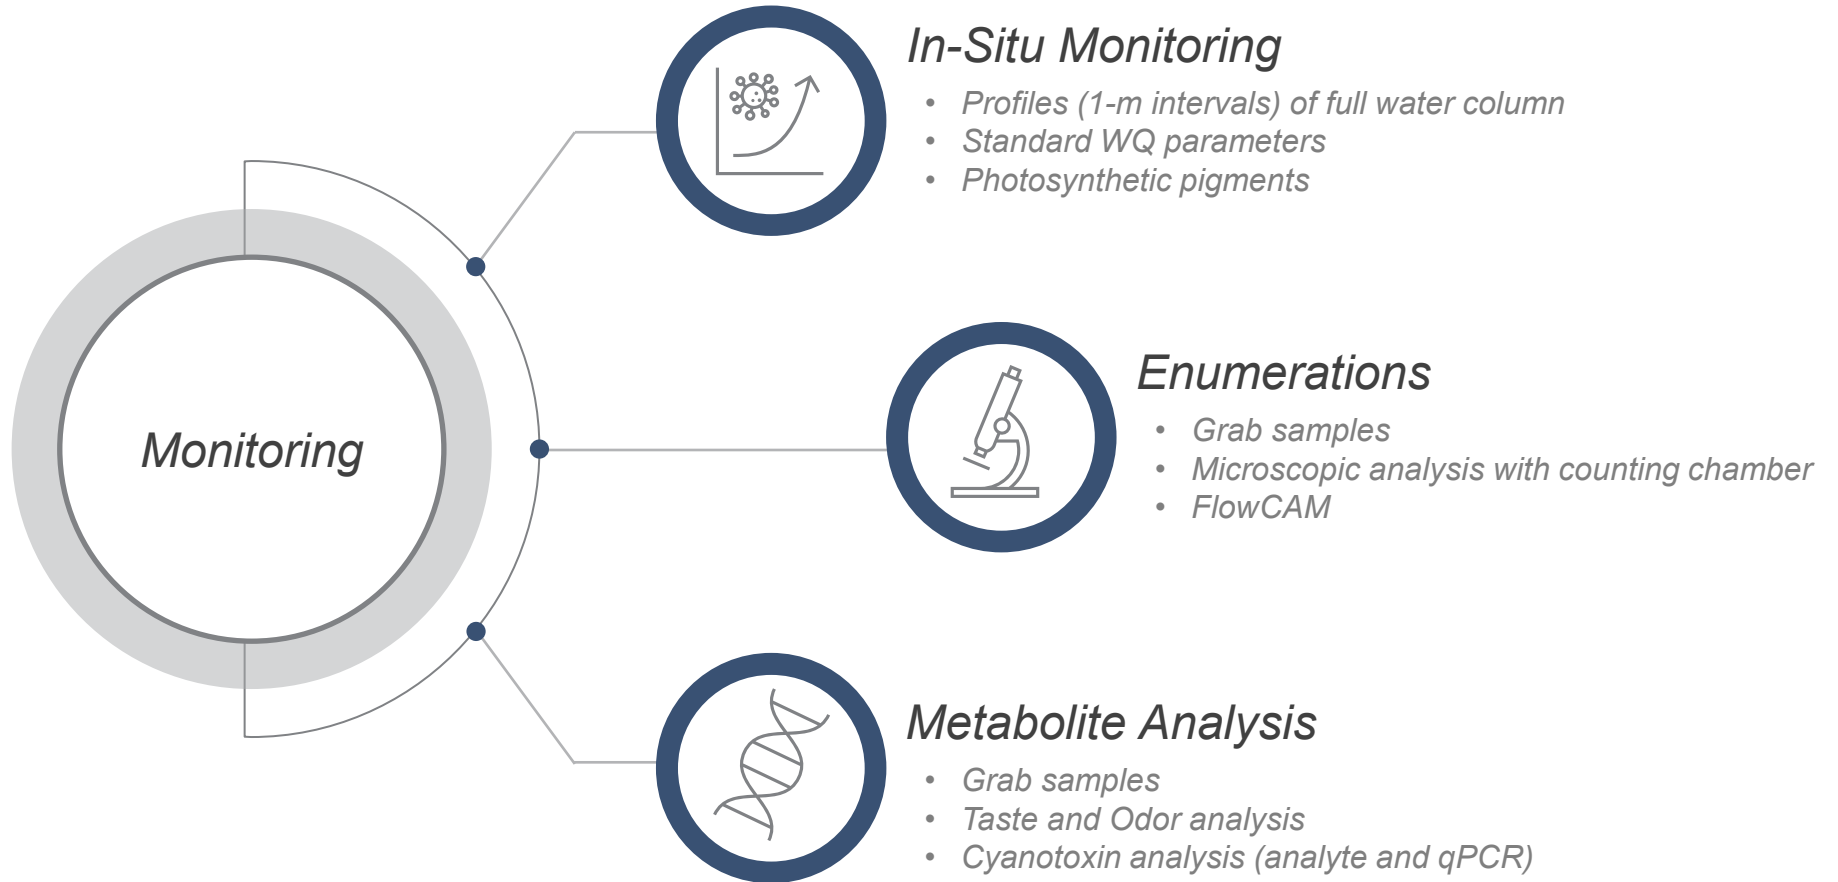 Monitoring
In-Situ Monitoring
• Profiles (1-m intervals) of full water column
• Standard WQ parameters
• Photosynthetic pigments
Enumerations
• Grab samples
• Microscopic analysis with counting chamber
• FlowCAM
Metabolite Analysis
• Grab samples
• Taste and Odor analysis
• Cyanotoxin analysis (analyte and qPCR)